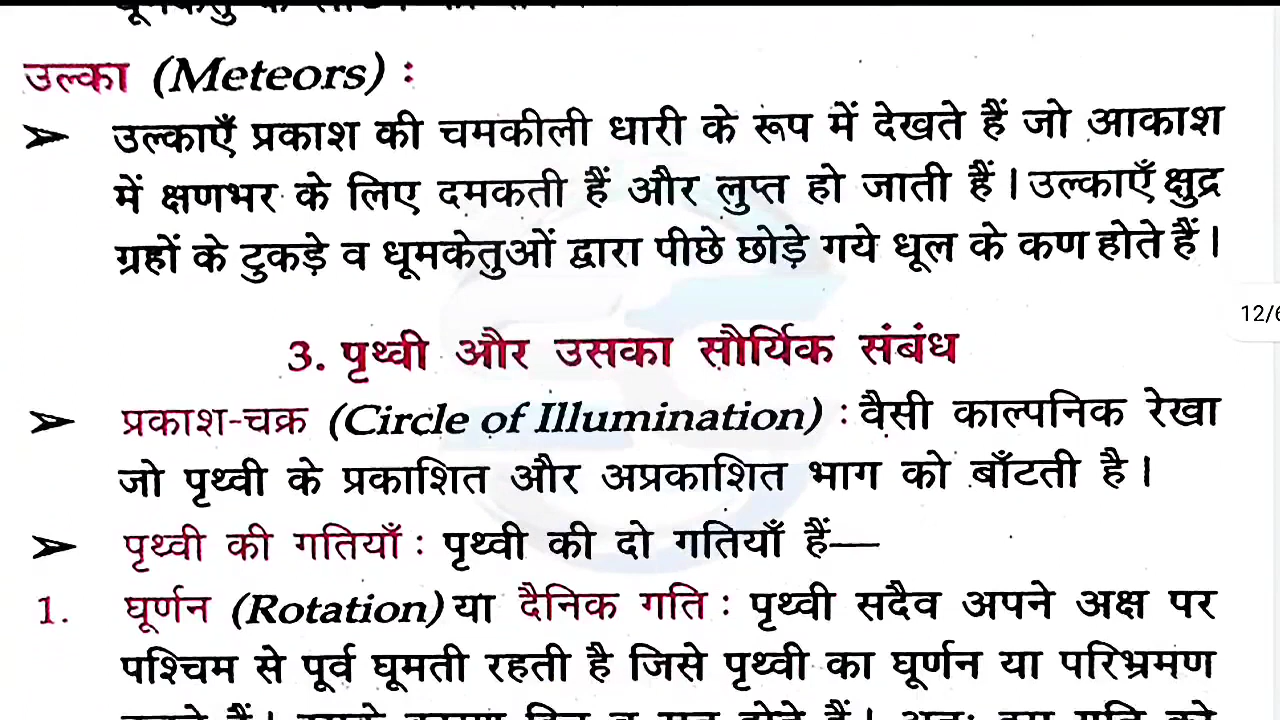 उल्का (Meteors) :
➢ उल्काएँ प्रकाश की चमकीली धारी के रूप में देखते हैं जो आकाश
में क्षणभर के लिए दमकती हैं और लुप्त हो जाती हैं। उल्काएँ क्षुद्र
ग्रहों के टुकड़े व धूमकेतुओं द्वारा पीछे छोड़े गये धूल के कण होते हैं।
12/6
3. पृथ्वी और उसका सौर्यिक संबंध
➢ प्रकाश-चक्र (Circle of Illumination) : वैसी काल्पनिक रेखा
जो पृथ्वी के प्रकाशित और अप्रकाशित भाग को बाँटती है।
➢ पृथ्वी की गतियाँ : पृथ्वी की दो गतियाँ हैं—
1. घूर्णन (Rotation) या दैनिक गति : पृथ्वी सदैव अपने अक्ष पर
पश्चिम से पूर्व घूमती रहती है जिसे पृथ्वी का घूर्णन या परिभ्रमण